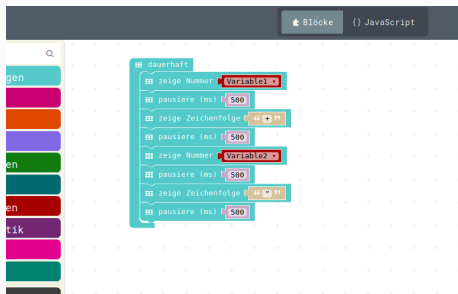 Blöcke
{} JavaScript
gen
en
en
tik
dauerhaft
zeige Nummer Variable1
pausiere (ms) 500
zeige Zeichenfolge "+"
pausiere (ms) 500
zeige Nummer Variable2
pausiere (ms) 500
zeige Zeichenfolge
pausiere (ms) 500